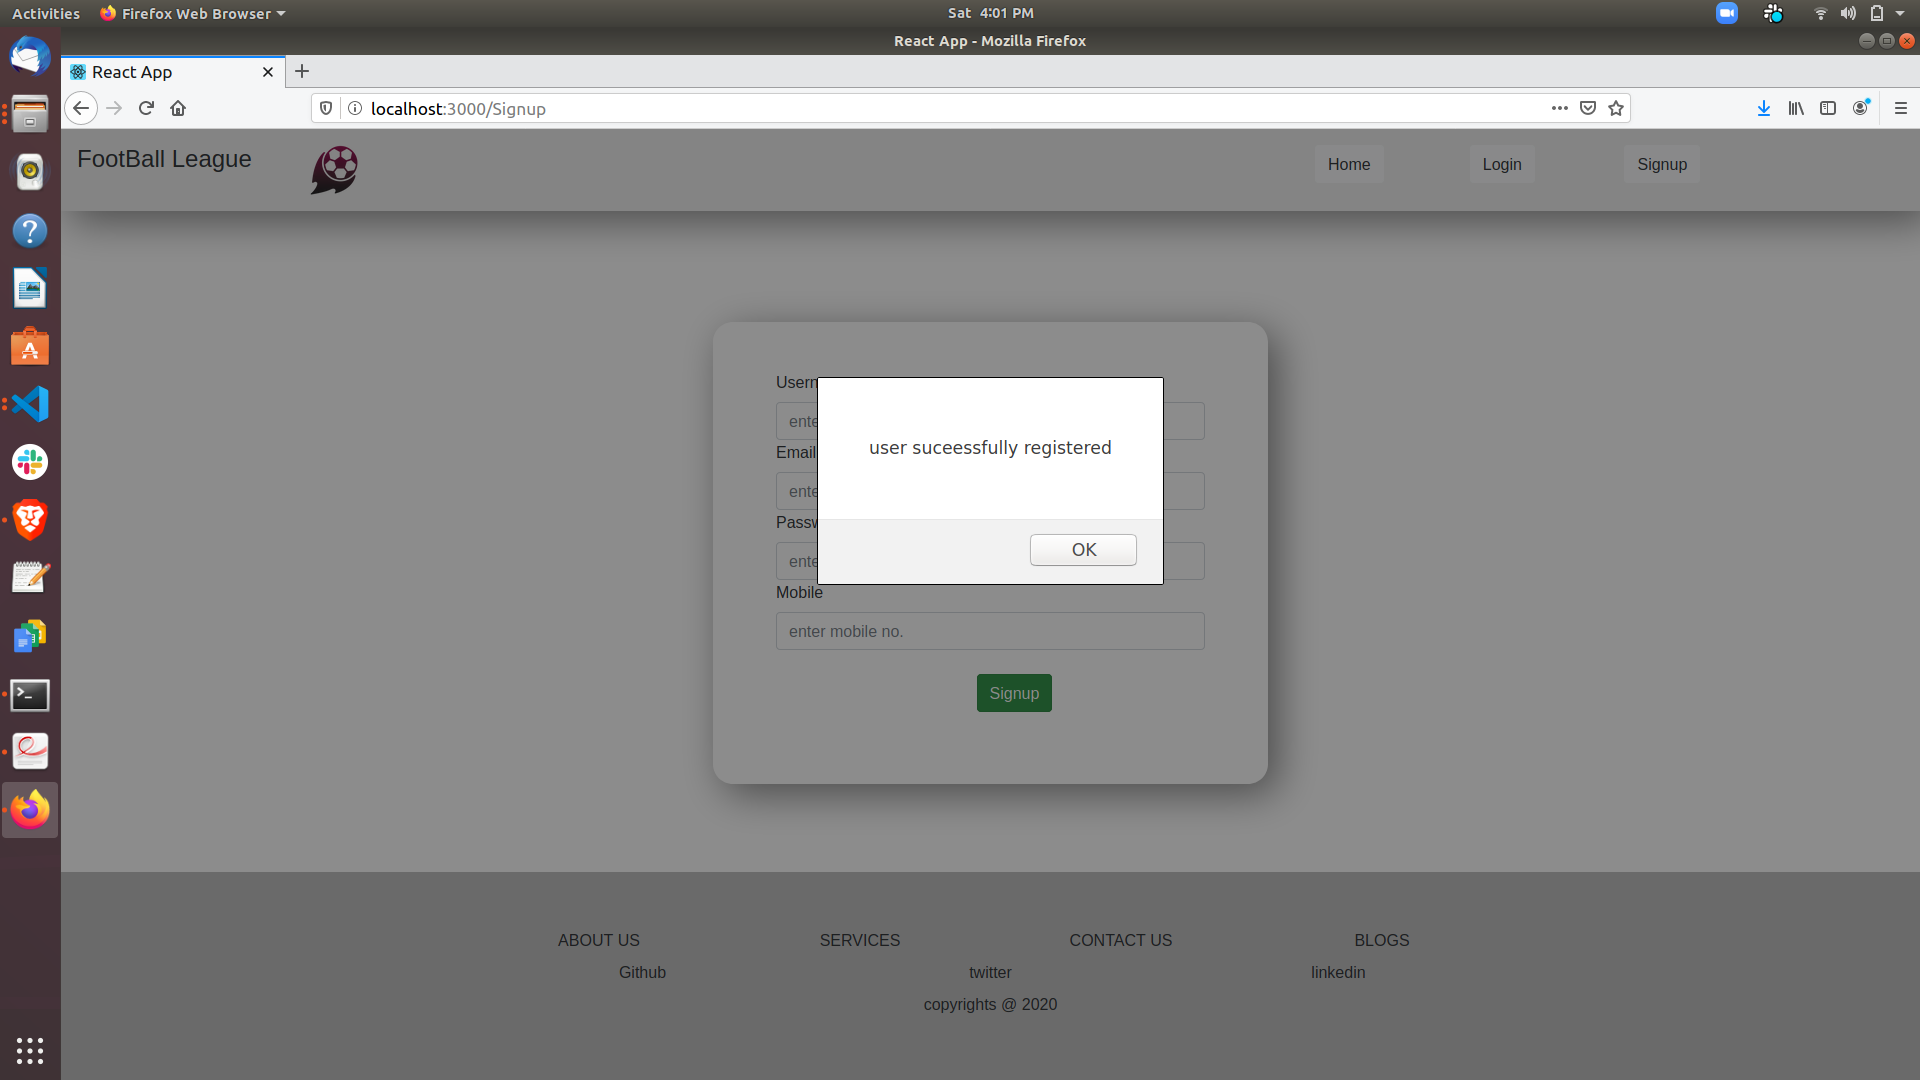 Activities Firefox Web Browser Sat 4:01 PM
React App - Mozilla Firefox
React App
localhost:3000/Signup
FootBall League Home Login Signup
Usern
ente
user suceessfully registered
Email
ente
Passw
OK
ente
Mobile
enter mobile no.
Signup
ABOUT US SERVICES CONTACT US BLOGS
Github twitter linkedin
copyrights @ 2020